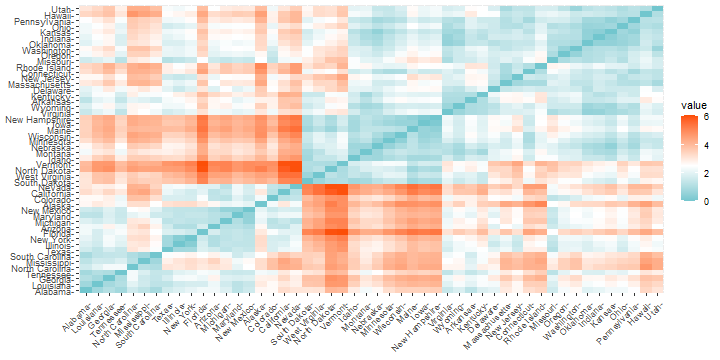 Utah
Hawaii
Pennsylvania
Ohio
Kansas
Indiana
Oklahoma
Washington
Oregon
Missouri
Rhode Island
Connecticut
New Jersey
Massachusetts
Delaware
Kentucky
Arkansas
Wyoming
Virginia
New Hampshire
Iowa
Maine
Wisconsin
Minnesota
Nebraska
Montana
Idaho
Vermont
North Dakota
West Virginia
South Dakota
Nevada
California
Colorado
Alaska
New Mexico
Maryland
Michigan
Arizona
Florida
New York
Illinois
Texas
South Carolina
Mississippi
North Carolina
Tennessee
Georgia
Louisiana
Alabama
Alabama
Louisiana
Georgia
Tennessee
North Carolina
Mississippi
South Carolina
Texas
Illinois
New York
Florida
Arizona
Michigan
Maryland
New Mexico
Alaska
Colorado
California
Nevada
South Dakota
West Virginia
North Dakota
Vermont
Idaho
Montana
Nebraska
Minnesota
Wisconsin
Maine
Iowa
New Hampshire
Virginia
Wyoming
Arkansas
Kentucky
Delaware
Massachusetts
New Jersey
Connecticut
Rhode Island
Missouri
Oregon
Washington
Oklahoma
Indiana
Kansas
Ohio
Pennsylvania
Hawaii
Utah
value
6
4
2
0